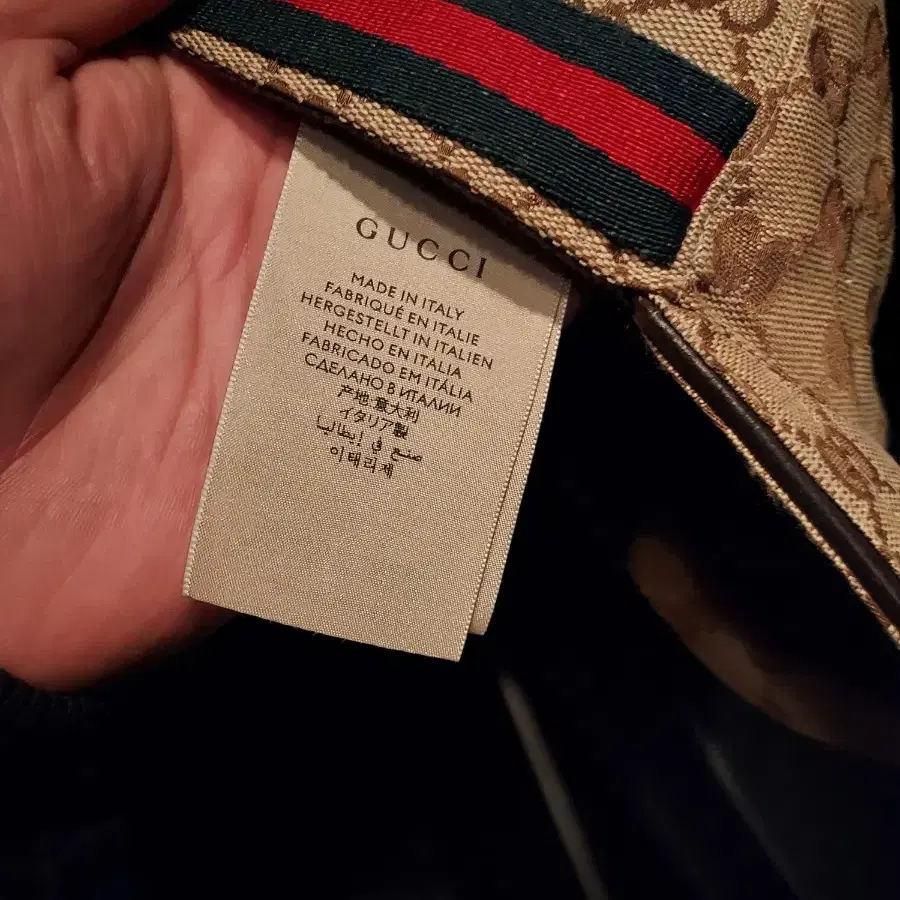 GUCCI
MADE IN ITALY
FABRIQUÉ EN ITALIE
HERGESTELLT IN ITALIEN
HECHO EN ITALIA
FABRICADO EM ITÁLIA
СДЕЛАНО В ИТАЛИИ
产地 意大利
イタリア製
صنع في إيطاليا
이태리제